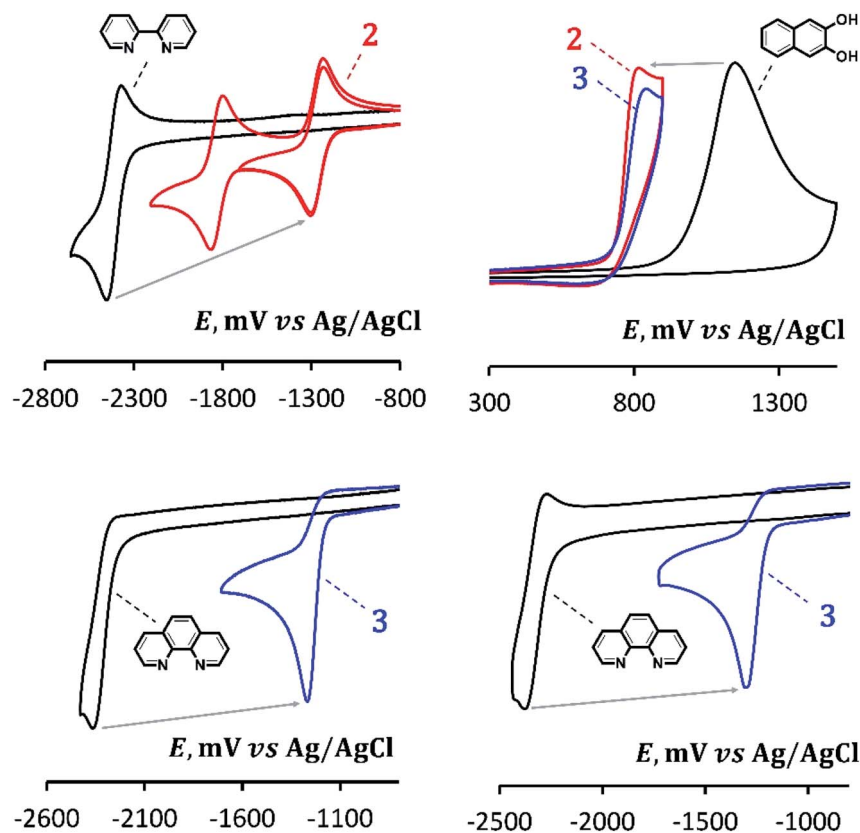 N N
2
E, mV vs Ag/AgCl
-2800 -2300 -1800 -1300 -800
2
3
OH
OH
E, mV vs Ag/AgCl
300 800 1300
N N
3
E, mV vs Ag/AgCl
-2600 -2100 -1600 -1100
N N
3
E, mV vs Ag/AgCl
-2500 -2000 -1500 -1000